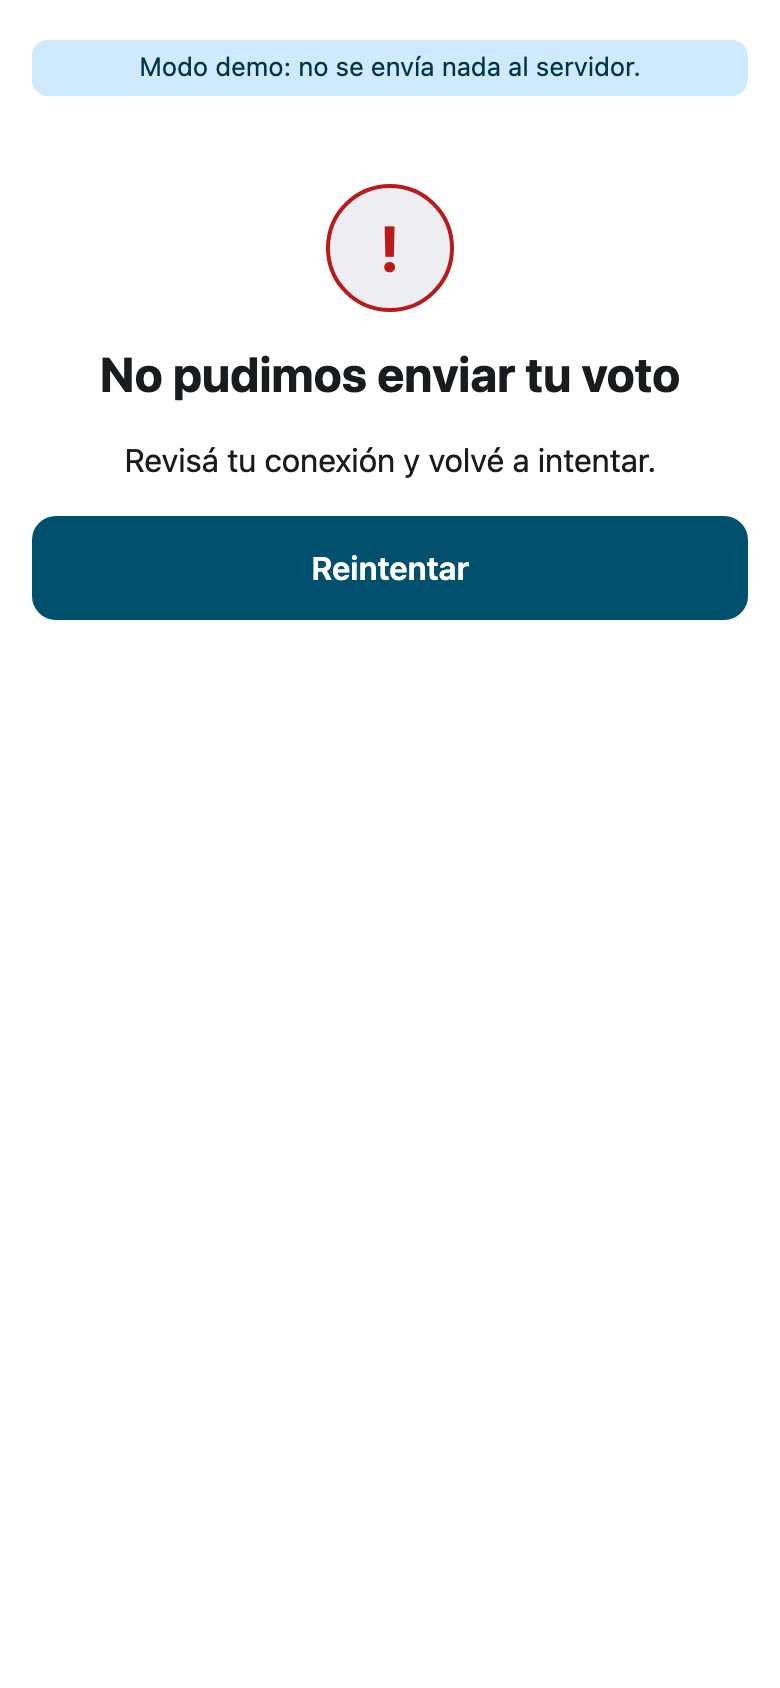 Modo demo: no se envía nada al servidor.
!
No pudimos enviar tu voto
Revisá tu conexión y volvé a intentar.
Reintentar